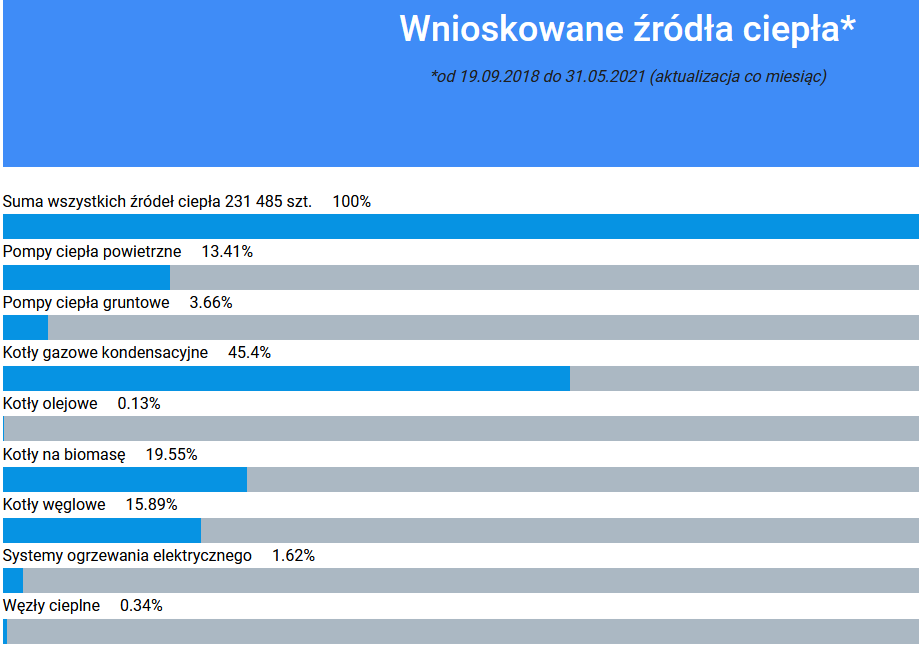 Wnioskowane źródła ciepła*
*od 19.09.2018 do 31.05.2021 (aktualizacja co miesiąc)
Suma wszystkich źródeł ciepła 231 485 szt. 100%
Pompy ciepła powietrzne 13.41%
Pompy ciepła gruntowe 3.66%
Kotły gazowe kondensacyjne 45.4%
Kotły olejowe 0.13%
Kotły na biomasę 19.55%
Kotły węglowe 15.89%
Systemy ogrzewania elektrycznego 1.62%
Węzły cieplne 0.34%